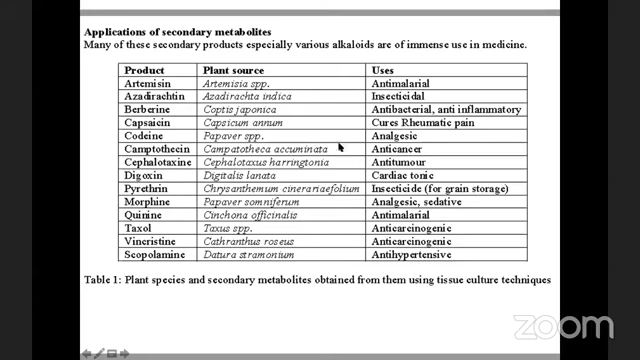 Applications of secondary metabolites
Many of these secondary products especially various alkaloids are of immense use in medicine.
Product Plant source Uses
Artemisin Artemisia spp. Antimalarial
Azadirachtin Azadirachta indica Insecticidal
Berberine Coptis japonica Antibacterial, anti inflammatory
Capsaicin Capsicum annum Cures Rheumatic pain
Codeine Papaver spp. Analgesic
Camptothecin Campatotheca accuminata Anticancer
Cephalotaxine Cephalotaxus harringtonia Antitumour
Digoxin Digitalis lanata Cardiac tonic
Pyrethrin Chrysanthemum cinerariaefolium Insecticide (for grain storage)
Morphine Papaver somniferum Analgesic, sedative
Quinine Cinchona officinalis Antimalarial
Taxol Taxus spp. Anticarcinogenic
Vincristine Cathranthus roseus Anticarcinogenic
Scopolamine Datura stramonium Antihypertensive
Table 1: Plant species and secondary metabolites obtained from them using tissue culture techniques
zoom